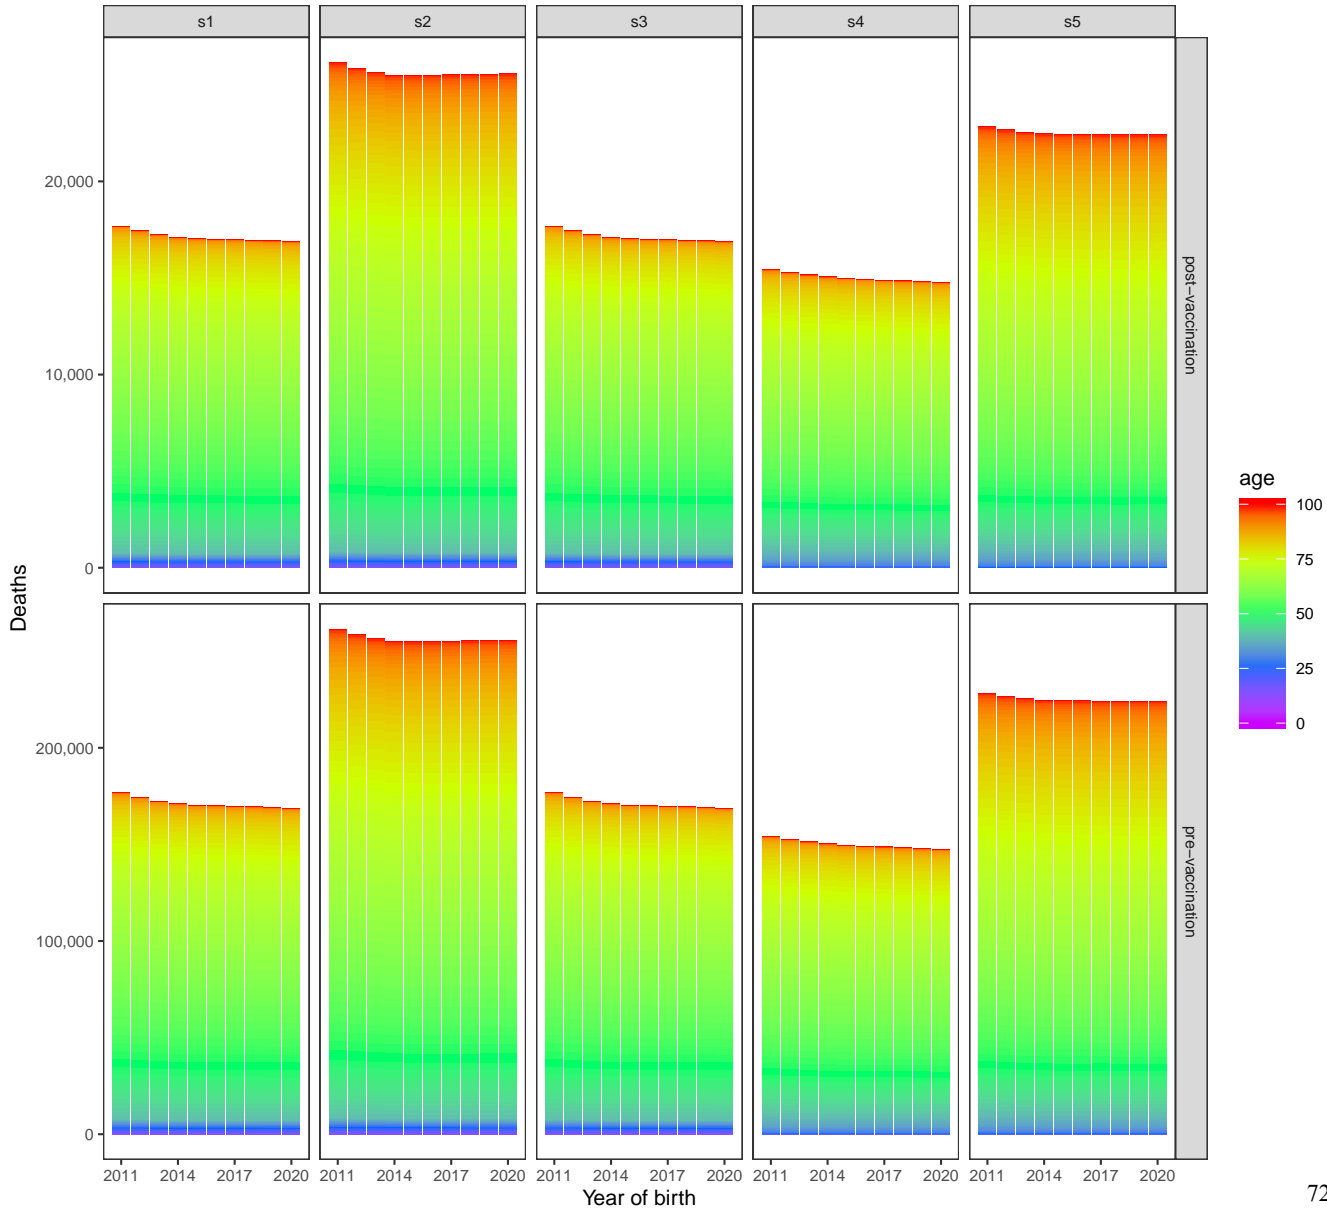 s1 s2 s3 s4 s5
20,000
10,000
0
post−vaccination
200,000
100,000
0
pre−vaccination
Deaths
2011 2014 2017 2020 2011 2014 2017 2020 2011 2014 2017 2020 2011 2014 2017 2020 2011 2014 2017 2020
Year of birth
age
100
75
50
25
0
72